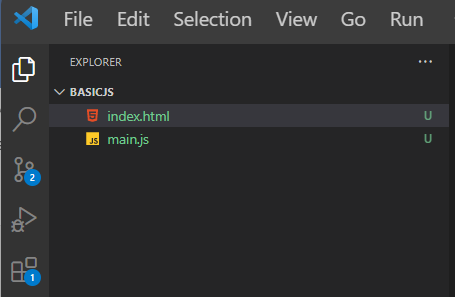 File Edit Selection View Go Run
EXPLORER
BASICJS
index.html U
JS main.js U
2
1